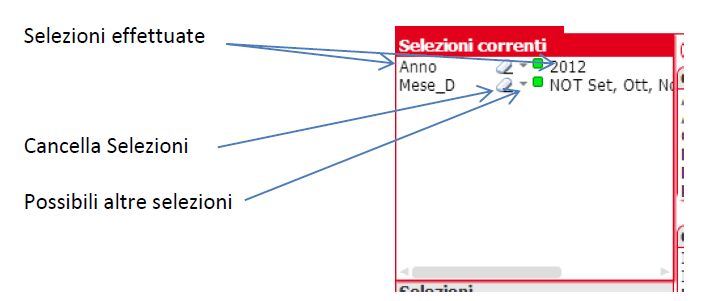 Selezioni effettuate
Selezioni correnti
Anno 2012
Mese_D NOT Set, Ott,
Cancella Selezioni
Possibili altre selezioni
Selezioni